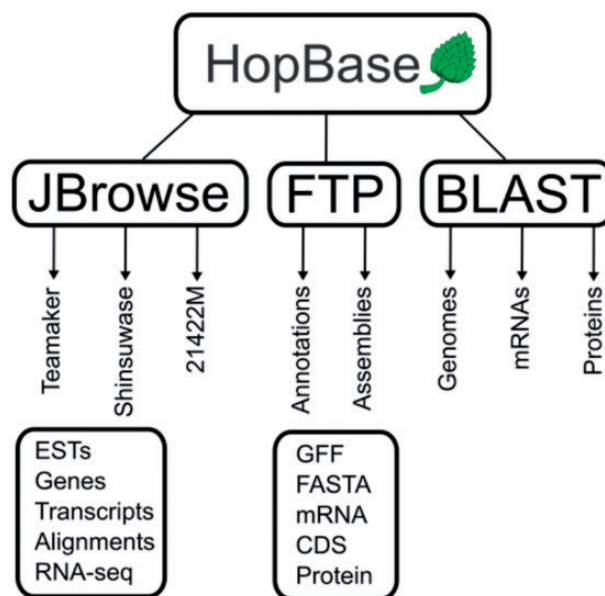 HopBase
JBrowse
FTP
BLAST
Teamaker
Shinsuwase
21422M
Annotations
Assemblies
Genomes
mRNAs
Proteins
ESTs
Genes
Transcripts
Alignments
RNA-seq
GFF
FASTA
mRNA
CDS
Protein